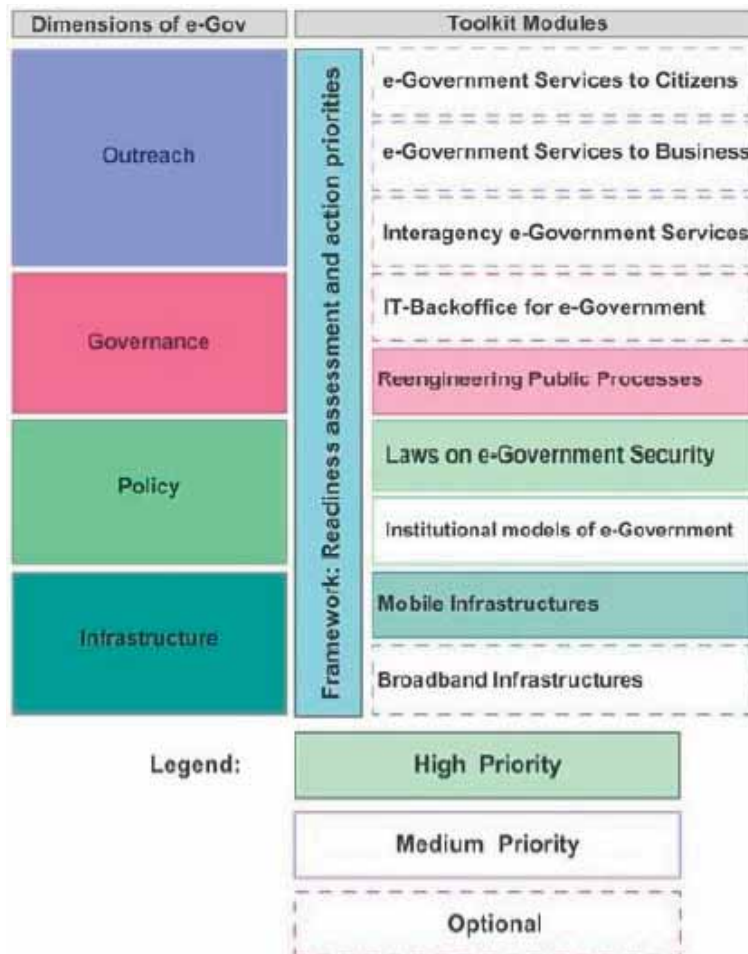 Dimensions of e-Gov
Toolkit Modules
Outreach
Governance
Policy
Infrastructure
Framework: Readiness assessment and action priorities
e-Government Services to Citizens
e-Government Services to Business
Interagency e-Government Services
IT-Backoffice for e-Government
Reengineering Public Processes
Laws on e-Government Security
Institutional models of e-Government
Mobile Infrastructures
Broadband Infrastructures
Legend:
High Priority
Medium Priority
Optional